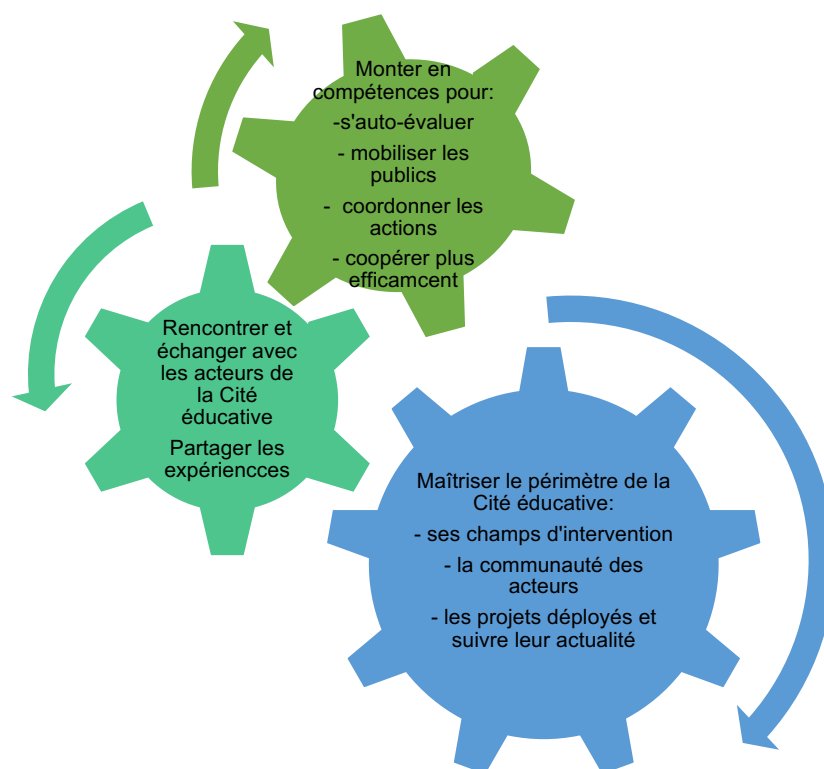 Monter en
compétences pour:
-s'auto-évaluer
- mobiliser les
publics
- coordonner les
actions
- coopérer plus
efficamcent
Rencontrer et
échanger avec
les acteurs de
la Cité
éducative
Partager les
expériencces
Maîtriser le périmètre de la
Cité éducative:
- ses champs d'intervention
- la communauté des
acteurs
- les projets déployés et
suivre leur actualité